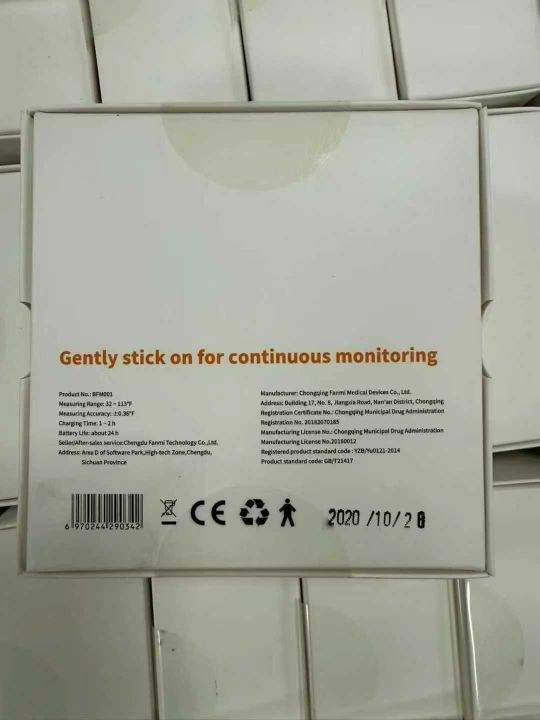 Gently stick on for continuous monitoring
Product No.: BFM001
Measuring Range: 32 ~ 113°F
Measuring Accuracy: ±0.36°F
Charging Time: 1 ~ 2 h
Battery Life: about 24 h
Seller/After-sales service:Chengdu Fanmi Technology Co.,Ltd.
Address: Area D of Software Park,High-tech Zone,Chengdu,
Sichuan Province
Manufacturer: Chongqing Fanmi Medical Devices Co., Ltd.
Address: Building 17, No. 8, Jiangxia Road, Nan'an District, Chongqing
Registration Certificate No.: Chongqing Municipal Drug Administration
Registration No. 20182070185
Manufacturing License No.: Chongqing Municipal Drug Administration
Manufacturing License No.20160012
Registered product standard code : YZB/Yu0121-2014
Product standard code: GB/T21417
6 970244 290342
CE
2020 /10/28